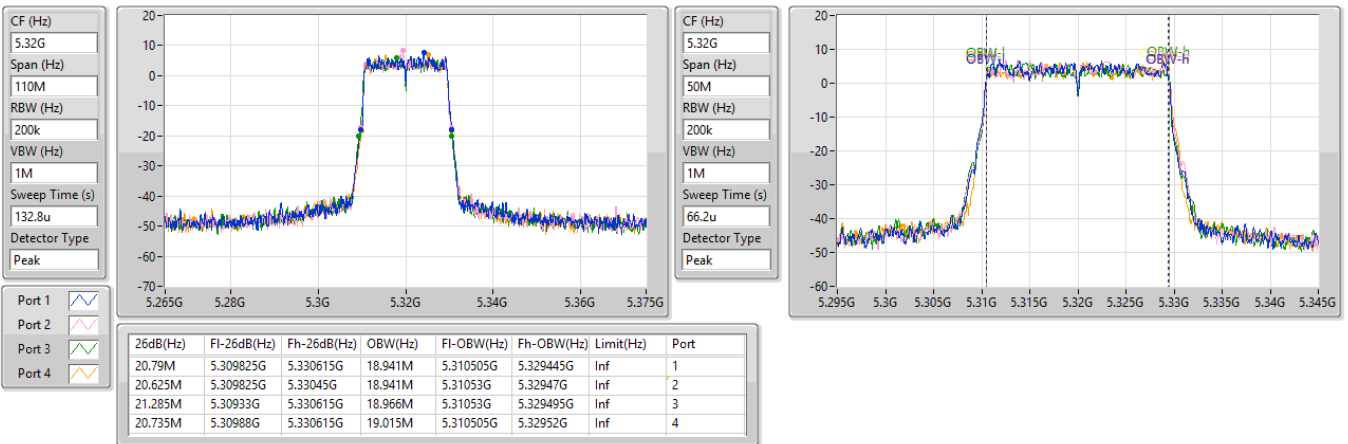 CF (Hz)
5.32G
Span (Hz)
110M
RBW (Hz)
200k
VBW (Hz)
1M
Sweep Time (s)
132.8u
Detector Type
Peak
20-
10-
0-
-10-
-20-
-30-
-40-
-50-
-60-
-70-
5.265G 5.28G 5.3G 5.32G 5.34G 5.36G 5.375G
CF (Hz)
5.32G
Span (Hz)
50M
RBW (Hz)
200k
VBW (Hz)
1M
Sweep Time (s)
66.2u
Detector Type
Peak
20-
10-
0-
-10-
-20-
-30-
-40-
-50-
-60-
OBW-l OBW-h
OBW-l OBW-h
5.295G 5.3G 5.305G 5.31G 5.315G 5.32G 5.325G 5.33G 5.335G 5.34G 5.345G
Port 1
Port 2
Port 3
Port 4
26dB(Hz) Fl-26dB(Hz) Fh-26dB(Hz) OBW(Hz) Fl-OBW(Hz) Fh-OBW(Hz) Limit(Hz) Port
20.79M 5.309825G 5.330615G 18.941M 5.310505G 5.329445G Inf 1
20.625M 5.309825G 5.33045G 18.941M 5.31053G 5.32947G Inf 2
21.285M 5.30933G 5.330615G 18.966M 5.31053G 5.329495G Inf 3
20.735M 5.30988G 5.330615G 19.015M 5.310505G 5.32952G Inf 4